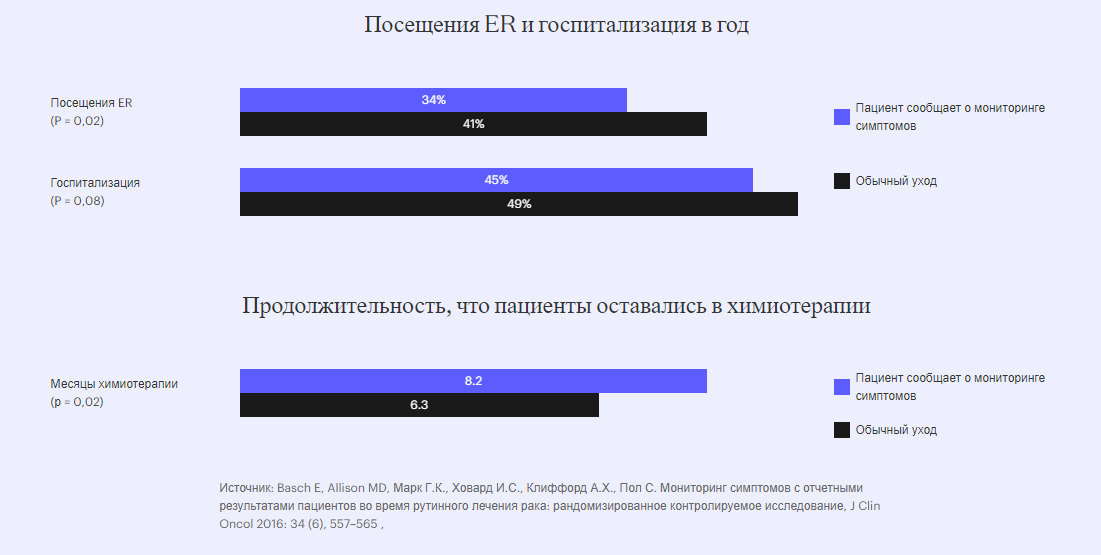 Посещения ER и госпитализация в год
Посещения ER
(P = 0,02)
34%
41%
Пациент сообщает о мониторинге
симптомов
Госпитализация
(P = 0,08)
45%
49%
Обычный уход
Продолжительность, что пациенты оставались в химиотерапии
Месяцы химиотерапии
(p = 0,02)
8.2
6.3
Пациент сообщает о мониторинге
симптомов
Обычный уход
Источник: Basch E, Allison MD, Марк Г.К., Ховард И.С., Клиффорд А.Х., Пол С. Мониторинг симптомов с отчетными
результатами пациентов во время рутинного лечения рака: рандомизированное контролируемое исследование, J Clin
Oncol 2016: 34 (6), 557–565 ,